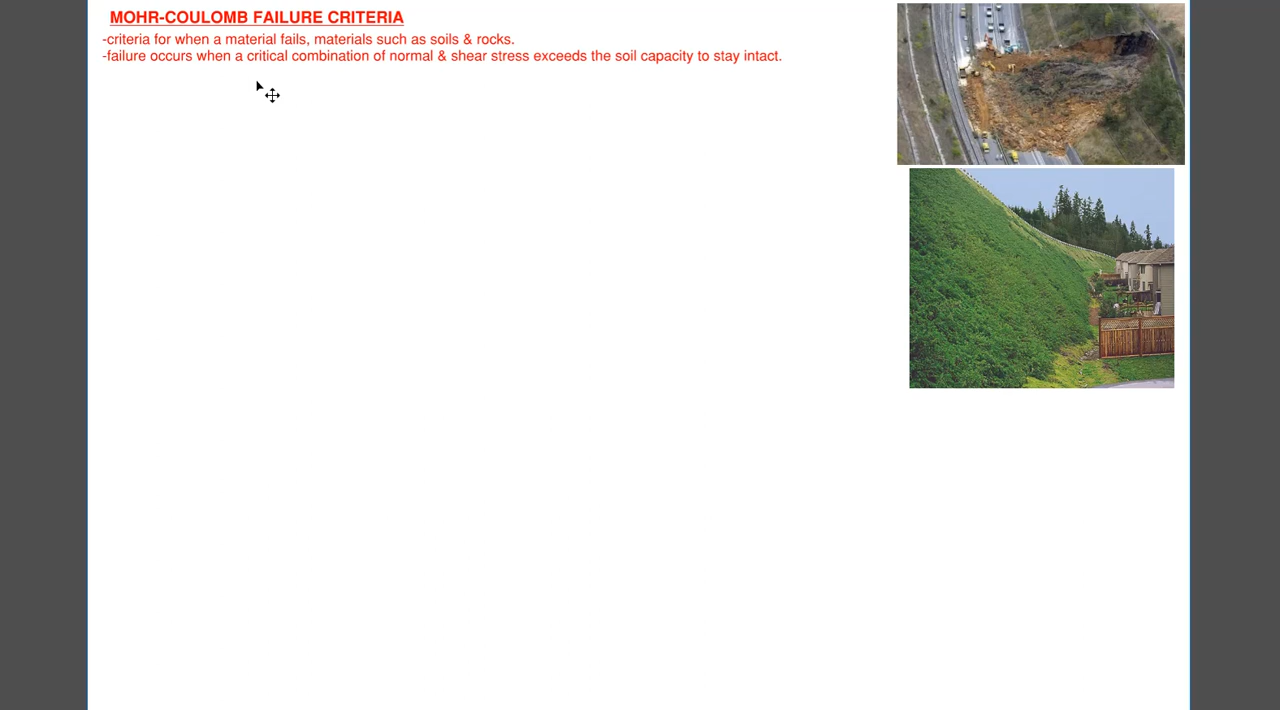 MOHR-COULOMB FAILURE CRITERIA
-criteria for when a material fails, materials such as soils & rocks.
-failure occurs when a critical combination of normal & shear stress exceeds the soil capacity to stay intact.